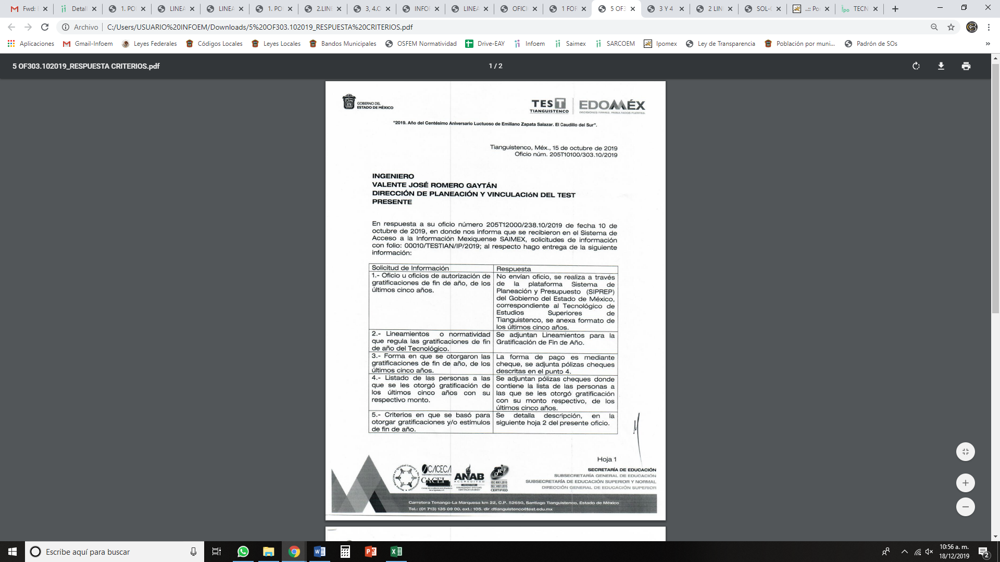 Fwd:
Detal
1. PO
LINEA
LINEA
1. PO
2.LINE
3, 4.C
INFOI
LINEA
OFICI
1 FOR
5 OF3
3 Y 4
2 LIN
SOL-
..:: Po
TECN
Archivo
C:/Users/USUARIO%20INFOEM/Downloads/5%20OF303.102019_RESPUESTA%20CRITERIOS.pdf
Aplicaciones
Gmail-Infoem
Leyes Federales
Códigos Locales
Leyes Locales
Bandos Municipales
OSFEM Normatividad
Drive-EAY
Infoem
Saimex
SARCOEM
Ipomex
Ley de Transparencia
Población por muni...
Padrón de SOs
»
5 OF303.102019_RESPUESTA CRITERIOS.pdf
1 / 2
GOBIERNO DEL
ESTADO DE MÉXICO
TEST
TIANGUISTENCO
EDOMÉX
DECISIONES FIRMES, RESULTADOS FUERTES.
"2019. Año del Centésimo Aniversario Luctuoso de Emiliano Zapata Salazar. El Caudillo del Sur".
Tianguistenco, Méx., 15 de octubre de 2019
Oficio núm. 205T10100/303.10/2019
INGENIERO
VALENTE JOSÉ ROMERO GAYTÁN
DIRECCIÓN DE PLANEACIÓN Y VINCULACIóN DEL TEST
PRESENTE
En respuesta a su oficio número 205T12000/238.10/2019 de fecha 10 de
octubre de 2019, en donde nos informa que se recibieron en el Sistema de
Acceso a la Información Mexiquense SAIMEX, solicitudes de información
con folio: 00010/TESTIAN/IP/2019; al respecto hago entrega de la siguiente
información:
Solicitud de Información
Respuesta
1.- Oficio u oficios de autorización de
gratificaciones de fin de año, de los
últimos cinco años.
No envían oficio, se realiza a través
de la plataforma Sistema de
Planeación y Presupuesto (SIPREP)
del Gobierno del Estado de México,
correspondiente al Tecnológico de
Estudios Superiores de
Tianguistenco, se anexa formato de
los últimos cinco años.
2.- Lineamientos o normatividad
que regula las gratificaciones de fin
de año del Tecnológico.
Se adjuntan Lineamientos para la
Gratificación de Fin de Año.
3.- Forma en que se otorgaron las
gratificaciones de fin de año, de los
últimos cinco años.
La forma de pago es mediante
cheque, se adjunta pólizas cheques
descritas en el punto 4.
4.- Listado de las personas a las
que se les otorgó gratificación de
los últimos cinco años con su
respectivo monto.
Se adjuntan pólizas cheques donde
contiene la lista de las personas a
las que se les otorgó gratificación
con su monto respectivo, de los
últimos cinco años.
5.- Criterios en que se basó para
otorgar gratificaciones y/o estímulos
de fin de año.
Se detalla descripción, en la
siguiente hoja 2 del presente oficio.
Hoja 1
CACECA
CACEI
ANAB
ACCREDITED
MANAGEMENT SYSTEMS
CERTIFICATION BODY
ORI
ISO 9001:2015
ISO 14001:2015
CERTIFIED
SECRETARÍA DE EDUCACIÓN
SUBSECRETARÍA GENERAL DE EDUCACIÓN
SUBSECRETARÍA DE EDUCACIÓN SUPERIOR Y NORMAL
DIRECCIÓN GENERAL DE EDUCACIÓN SUPERIOR
Carretera Tenango-La Marquesa km 22, C.P. 52650, Santiago Tianguistenco, Estado de México
Tel.: (01 713) 135 09 00, ext.: 105. dir dtianguistenco@test.edu.mx
Escribe aquí para buscar
10:56 a. m.
18/12/2019
2